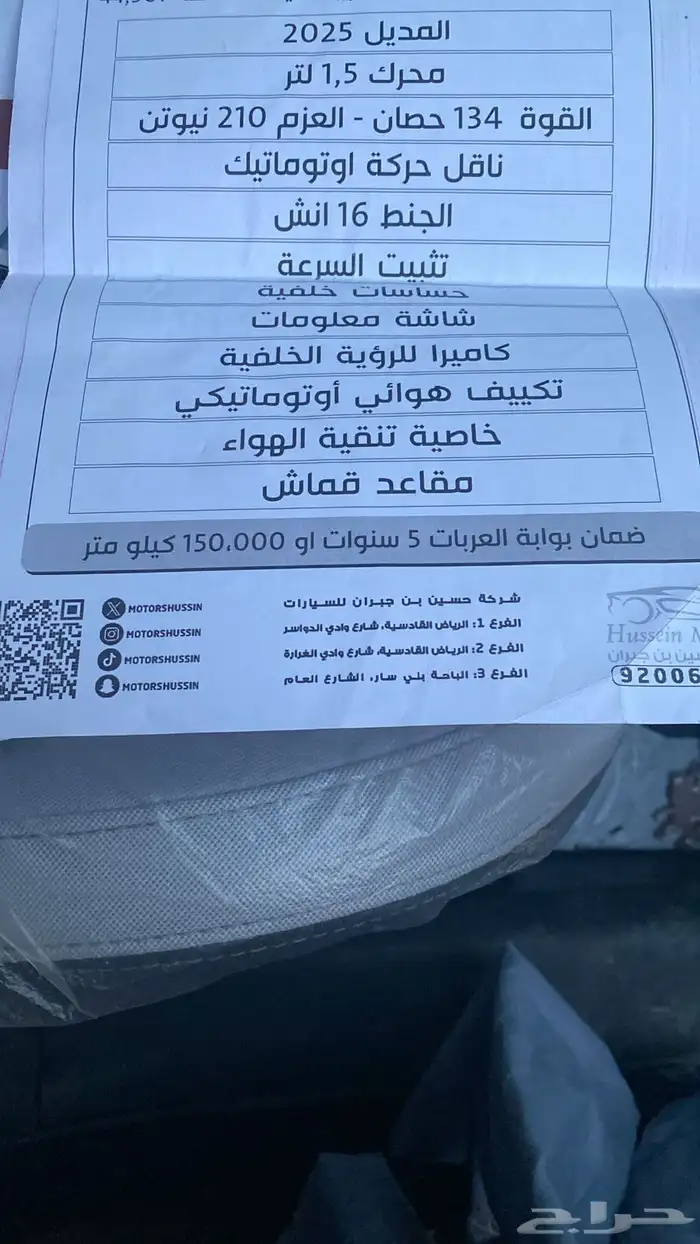 المديل 2025
محرك 1,5 لتر
القوة 134 حصان - العزم 210 نيوتن
ناقل حركة اوتوماتيك
الجنط 16 انش
تثبيت السرعة
حساسات خلفية
شاشة معلومات
كاميرا للرؤية الخلفية
تكييف هوائي أوتوماتيكي
خاصية تنقية الهواء
مقاعد قماش
ضمان بوابة العربات 5 سنوات او 150.000 كيلو متر
شركة حسين بن جبران للسيارات
الفرع 1: الرياض القادسية، شارع وادي الدواسر
الفرع 2: الرياض القادسية، شارع وادي الغرارة
الفرع 3: الباحة بني سار، الشارع العام
MOTORSHUSSIN
MOTORSHUSSIN
MOTORSHUSSIN
MOTORSHUSSIN
Hussein M
ين بن جبران
92006
حراج